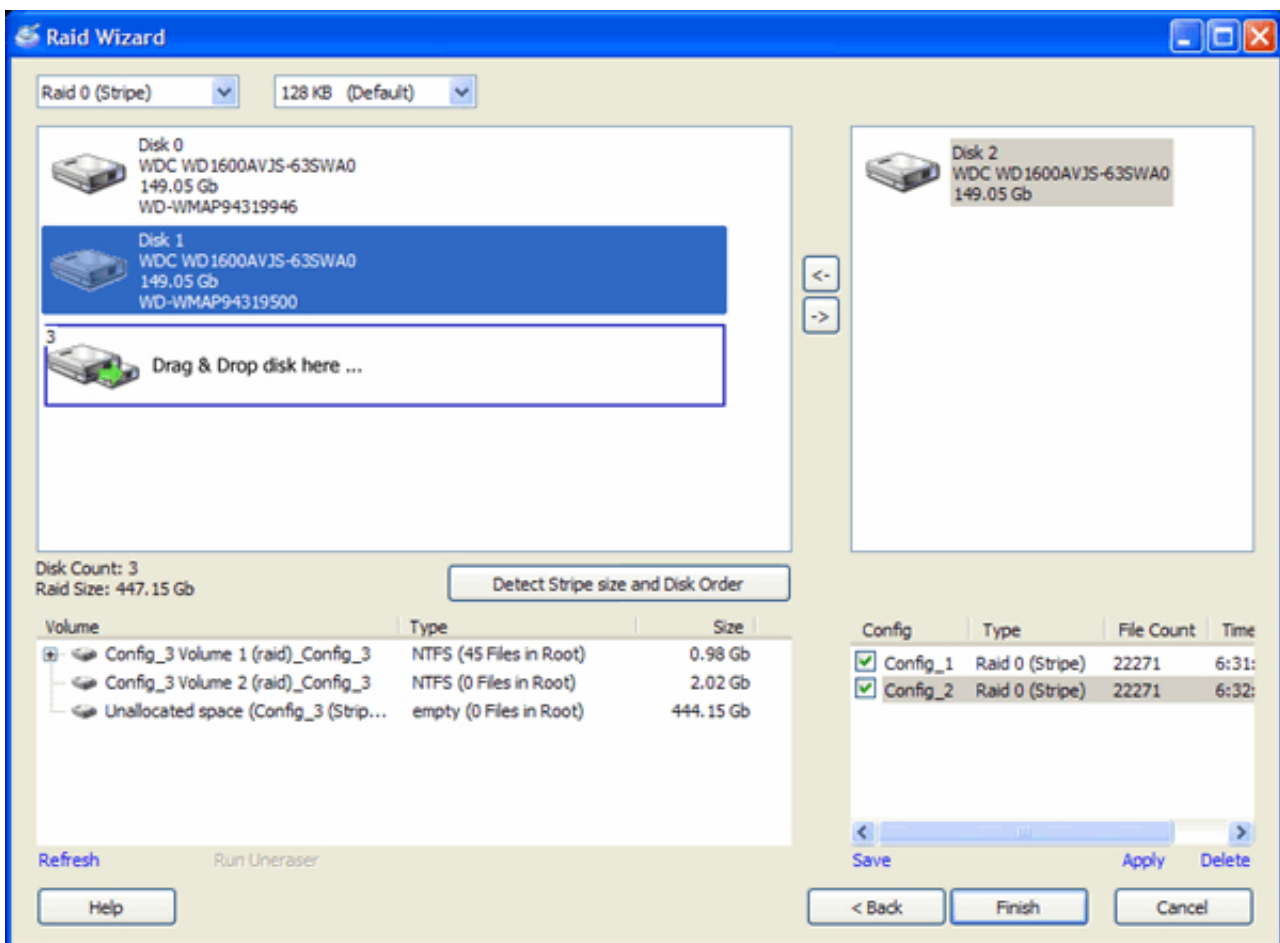 Raid Wizard
Raid 0 (Stripe) 128 KB (Default)
Disk 0
WDC WD1600AVJS-63SWA0
149.05 Gb
WD-WMAP94319946
Disk 1
WDC WD1600AVJS-63SWA0
149.05 Gb
WD-WMAP94319500
3
Drag & Drop disk here ...
<-
->
Disk 2
WDC WD1600AVJS-63SWA0
149.05 Gb
Disk Count: 3
Raid Size: 447.15 Gb
Detect Stripe size and Disk Order
Volume Type Size
Config_3 Volume 1 (raid)_Config_3 NTFS (45 Files in Root) 0.98 Gb
Config_3 Volume 2 (raid)_Config_3 NTFS (0 Files in Root) 2.02 Gb
Unallocated space (Config_3 (Strip... empty (0 Files in Root) 444.15 Gb
Config Type File Count Time
Config_1 Raid 0 (Stripe) 22271 6:31:
Config_2 Raid 0 (Stripe) 22271 6:32:
Refresh Run Uneraser
Save Apply Delete
Help < Back Finish Cancel